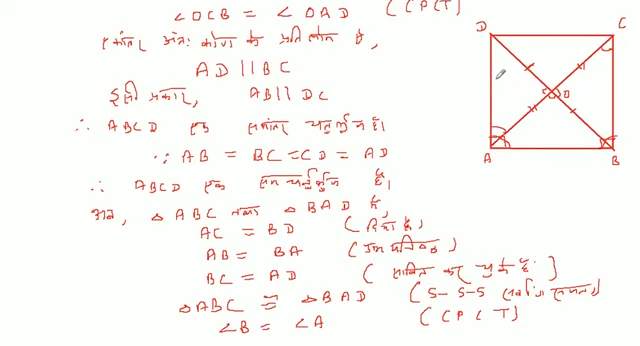 ∠OCB = ∠OAD (CPCT)
एकांतर अंतः कोण के प्रतिलोम से,
AD || BC
इसी प्रकार, AB || DC
∴ ABCD एक समांतर चतुर्भुज है।
∵ AB = BC = CD = AD
∴ ABCD एक सम चतुर्भुज है।
अब, △ABC तथा △BAD में,
AC = BD (दिया है)
AB = BA (उभयनिष्ठ)
BC = AD (साबित कर चुके हैं)
△ABC ≅ △BAD (S-S-S
∠B = ∠A (CPCT)
D C
O
A B